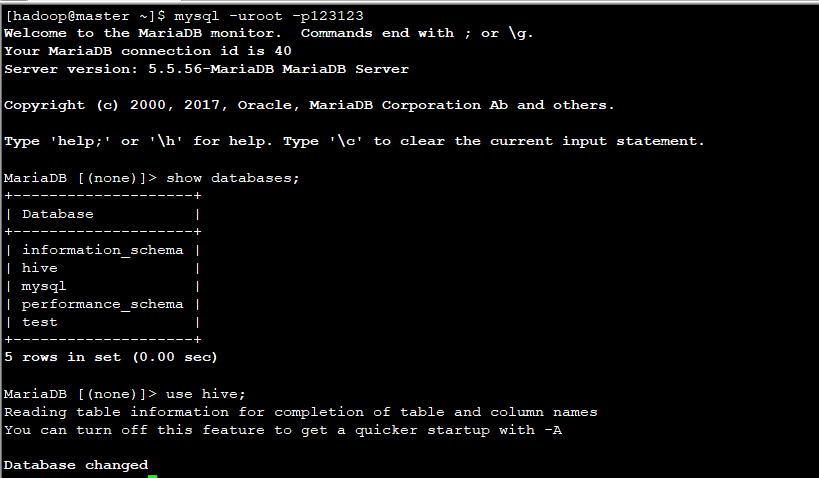 [hadoop@master ~]$ mysql -uroot -p123123
Welcome to the MariaDB monitor.  Commands end with ; or \g.
Your MariaDB connection id is 40
Server version: 5.5.56-MariaDB MariaDB Server

Copyright (c) 2000, 2017, Oracle, MariaDB Corporation Ab and others.

Type 'help;' or '\h' for help. Type '\c' to clear the current input statement.

MariaDB [(none)]> show databases;
+--------------------+
| Database           |
+--------------------+
| information_schema |
| hive               |
| mysql              |
| performance_schema |
| test               |
+--------------------+
5 rows in set (0.00 sec)

MariaDB [(none)]> use hive;
Reading table information for completion of table and column names
You can turn off this feature to get a quicker startup with -A

Database changed